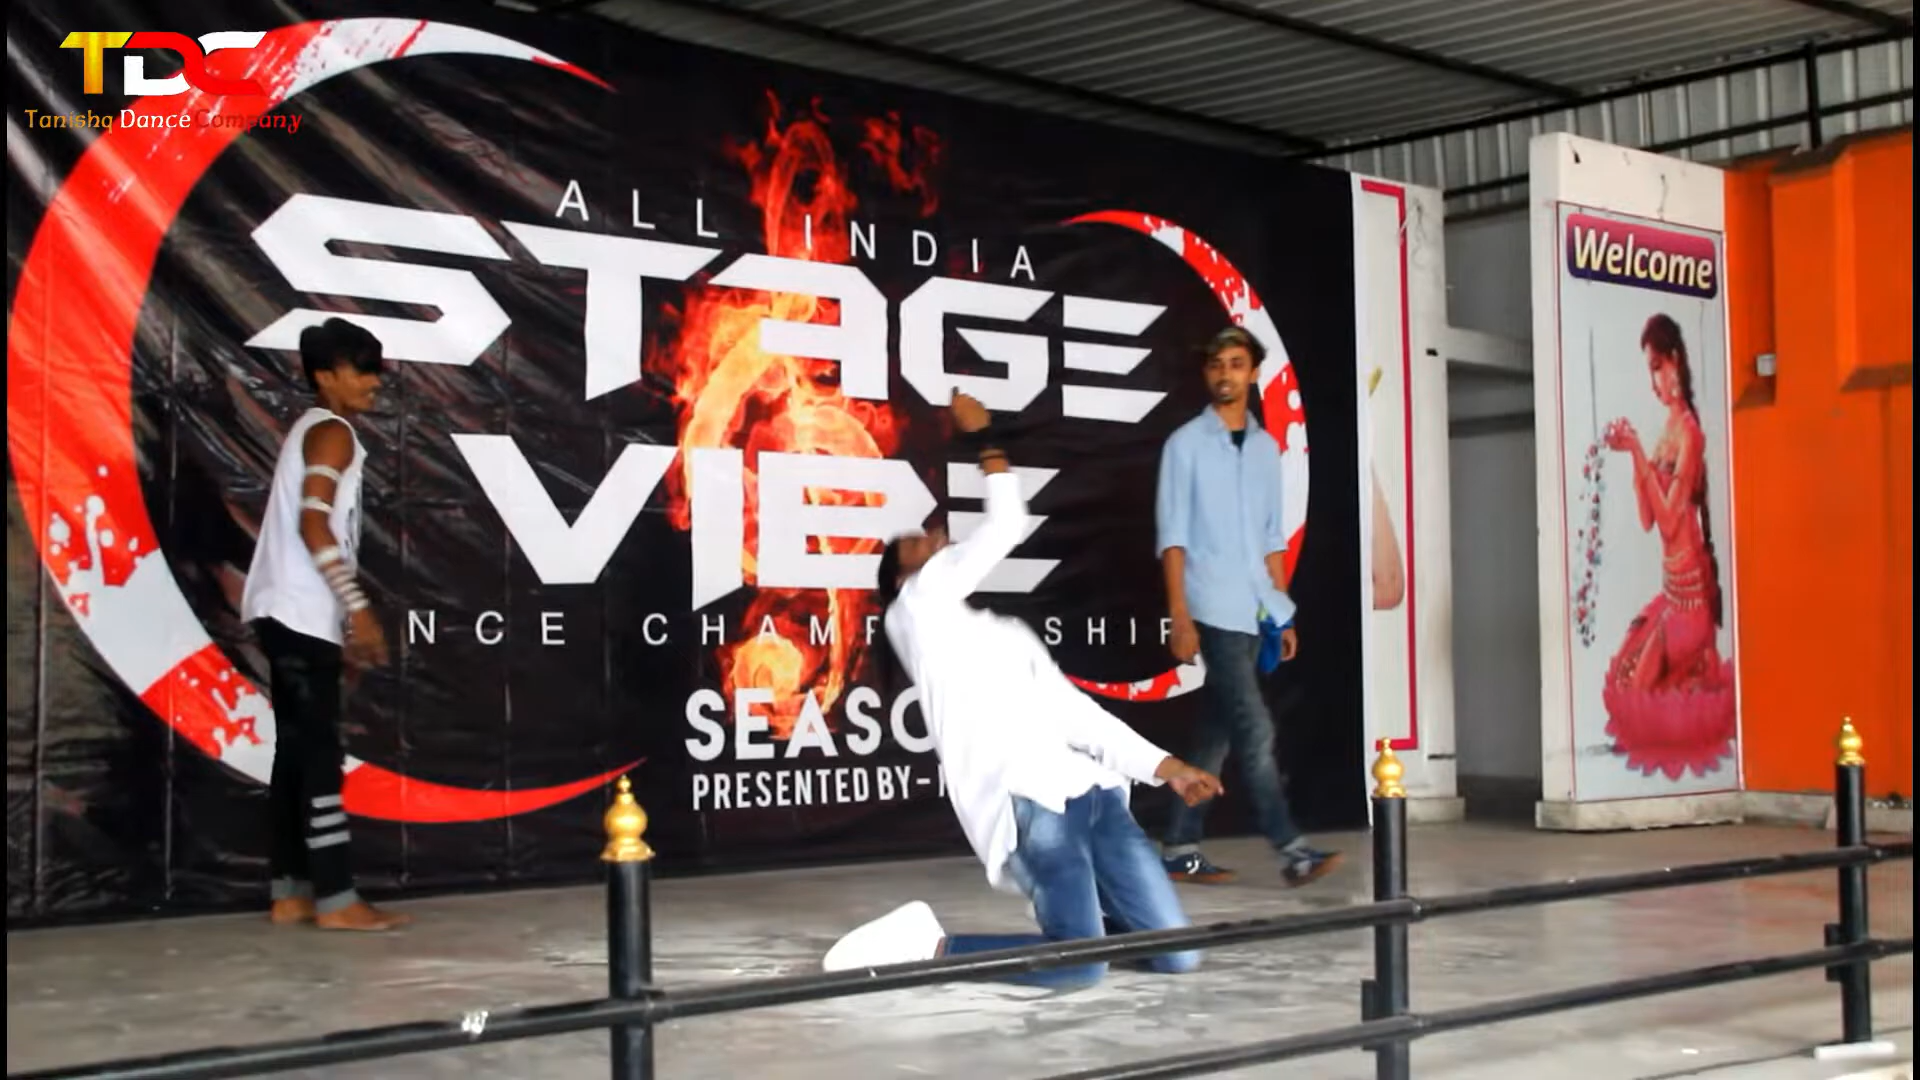 TDC
Tanishq Dance Company
ALL INDIA
STAGE
VIBE
NCE CHAMP SHIP
SEASO
PRESENTED BY-
Welcome